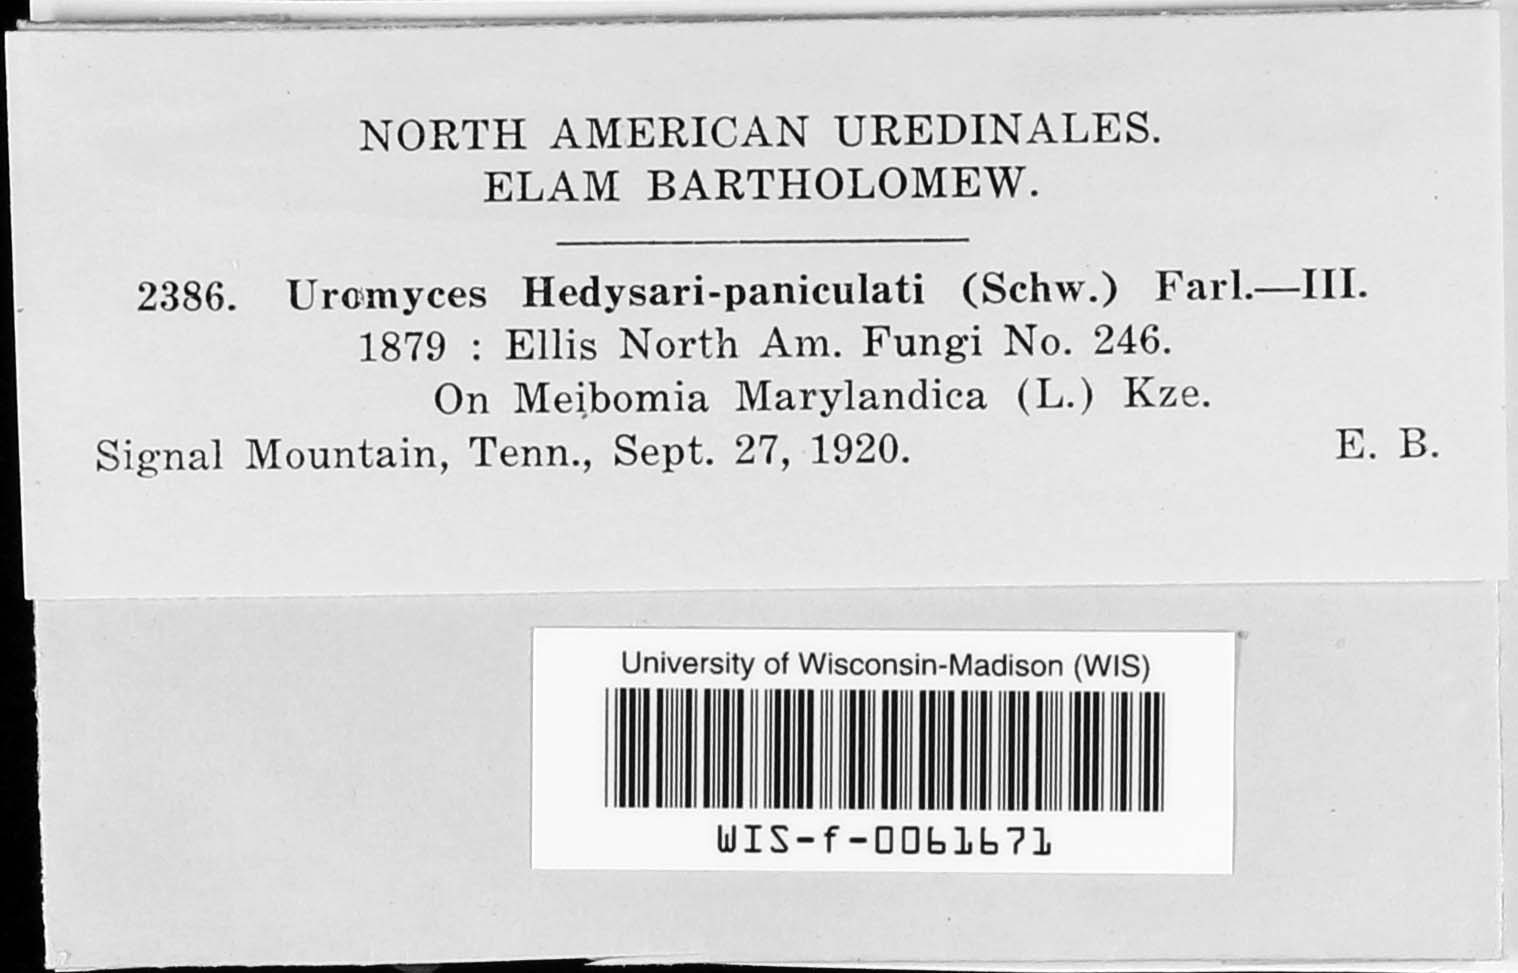 NORTH AMERICAN UREDINALES.
ELAM BARTHOLOMEW.
2386. Uromyces Hedysari-paniculati (Schw.) Farl.—III.
1879 : Ellis North Am. Fungi No. 246.
On Meibomia Marylandica (L.) Kze.
Signal Mountain, Tenn., Sept. 27, 1920. E. B.
University of Wisconsin-Madison (WIS)
WIS-f-0061671